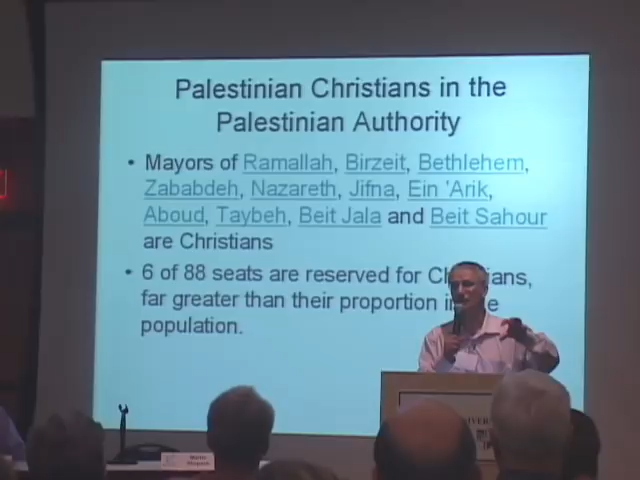 Palestinian Christians in the
Palestinian Authority
• Mayors of Ramallah, Birzeit, Bethlehem,
Zababdeh, Nazareth, Jifna, Ein 'Arik,
Aboud, Taybeh, Beit Jala and Beit Sahour
are Christians
• 6 of 88 seats are reserved for Ch ans,
far greater than their proportion i e
population.